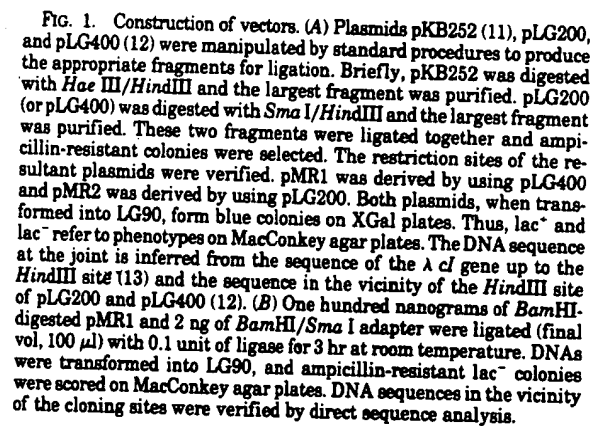 FIG. 1. Construction of vectors. (A) Plasmids pKB252 (11), pLG200,
and pLG400 (12) were manipulated by standard procedures to produce
the appropriate fragments for ligation. Briefly, pKB252 was digested
with Hae III/HindIII and the largest fragment was purified. pLG200
(or pLG400) was digested with Sma I/HindIII and the largest fragment
was purified. These two fragments were ligated together and ampi-
cillin-resistant colonies were selected. The restriction sites of the re-
sultant plasmids were verified. pMR1 was derived by using pLG400
and pMR2 was derived by using pLG200. Both plasmids, when trans-
formed into LG90, form blue colonies on XGal plates. Thus, lac⁺ and
lac⁻ refer to phenotypes on MacConkey agar plates. The DNA sequence
at the joint is inferred from the sequence of the λ cI gene up to the
HindIII site (13) and the sequence in the vicinity of the HindIII site
of pLG200 and pLG400 (12). (B) One hundred nanograms of BamHI-
digested pMR1 and 2 ng of BamHI/Sma I adapter were ligated (final
vol, 100 μl) with 0.1 unit of ligase for 3 hr at room temperature. DNAs
were transformed into LG90, and ampicillin-resistant lac⁻ colonies
were scored on MacConkey agar plates. DNA sequences in the vicinity
of the cloning sites were verified by direct sequence analysis.